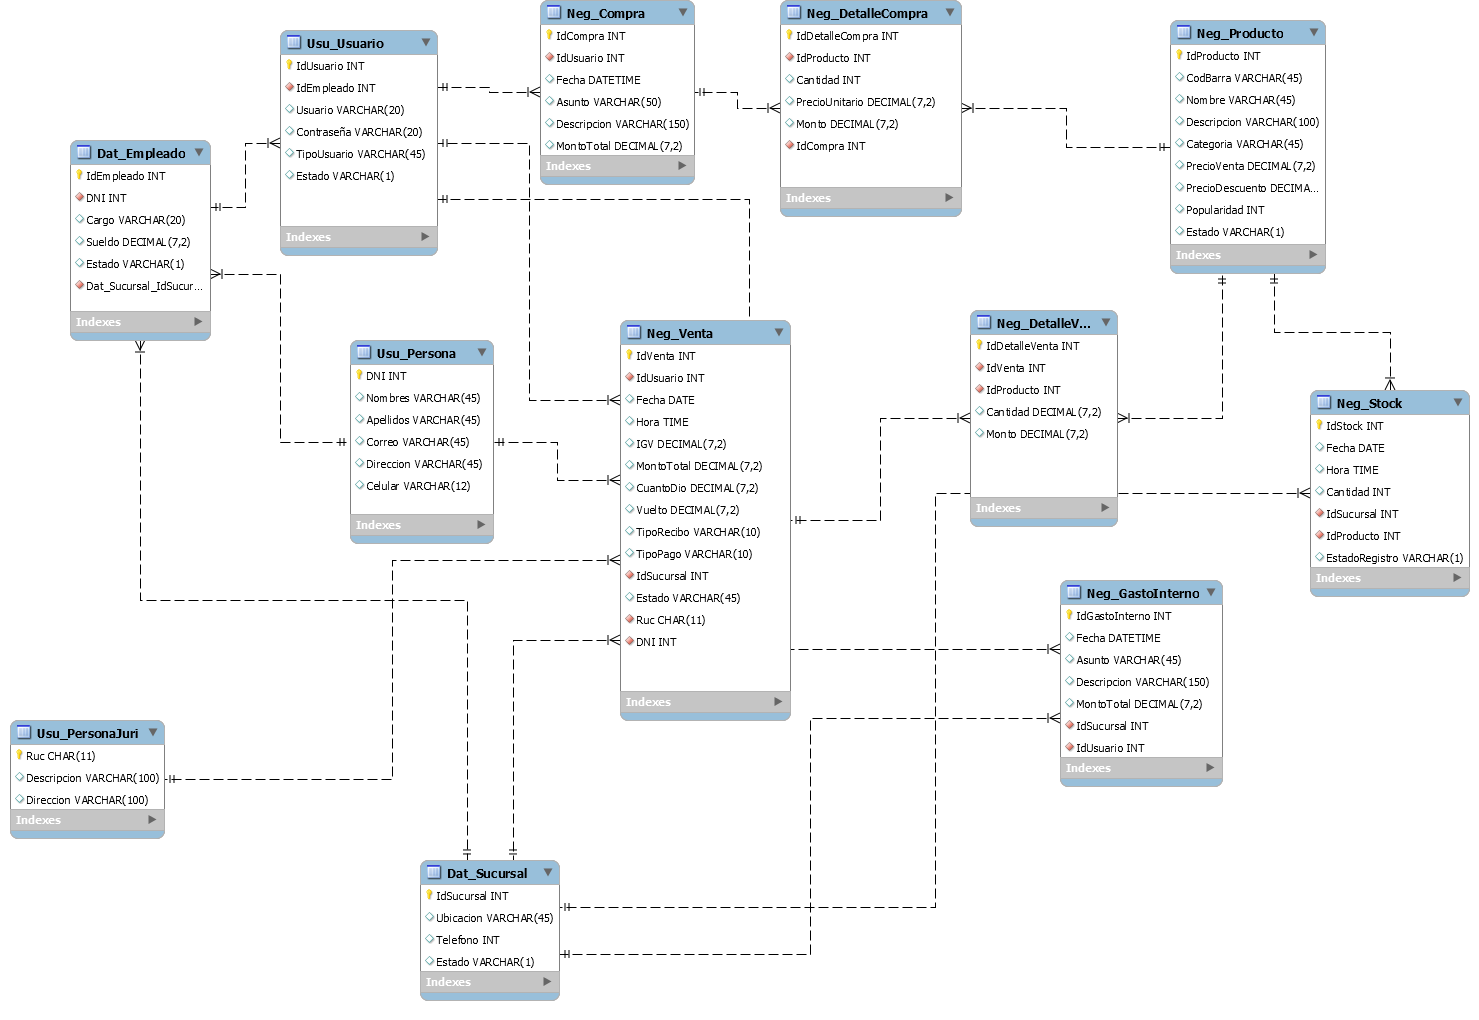 Neg_Compra
IdCompra INT
IdUsuario INT
Fecha DATETIME
Asunto VARCHAR(50)
Descripcion VARCHAR(150)
MontoTotal DECIMAL(7,2)
Indexes
Neg_DetalleCompra
IdDetalleCompra INT
IdProducto INT
Cantidad INT
PrecioUnitario DECIMAL(7,2)
Monto DECIMAL(7,2)
IdCompra INT
Indexes
Neg_Producto
IdProducto INT
CodBarra VARCHAR(45)
Nombre VARCHAR(45)
Descripcion VARCHAR(100)
Categoria VARCHAR(45)
PrecioVenta DECIMAL(7,2)
PrecioDescuento DECIMA...
Popularidad INT
Estado VARCHAR(1)
Indexes
Usu_Usuario
IdUsuario INT
IdEmpleado INT
Usuario VARCHAR(20)
Contraseña VARCHAR(20)
TipoUsuario VARCHAR(45)
Estado VARCHAR(1)
Indexes
Dat_Empleado
IdEmpleado INT
DNI INT
Cargo VARCHAR(20)
Sueldo DECIMAL(7,2)
Estado VARCHAR(1)
Dat_Sucursal_IdSucur...
Indexes
Usu_Persona
DNI INT
Nombres VARCHAR(45)
Apellidos VARCHAR(45)
Correo VARCHAR(45)
Direccion VARCHAR(45)
Celular VARCHAR(12)
Indexes
Neg_Venta
IdVenta INT
IdUsuario INT
Fecha DATE
Hora TIME
IGV DECIMAL(7,2)
MontoTotal DECIMAL(7,2)
CuantoDio DECIMAL(7,2)
Vuelto DECIMAL(7,2)
TipoRecibo VARCHAR(10)
TipoPago VARCHAR(10)
IdSucursal INT
Estado VARCHAR(45)
Ruc CHAR(11)
DNI INT
Indexes
Neg_DetalleV...
IdDetalleVenta INT
IdVenta INT
IdProducto INT
Cantidad DECIMAL(7,2)
Monto DECIMAL(7,2)
Indexes
Neg_Stock
IdStock INT
Fecha DATE
Hora TIME
Cantidad INT
IdSucursal INT
IdProducto INT
EstadoRegistro VARCHAR(1)
Indexes
Neg_GastoInterno
IdGastoInterno INT
Fecha DATETIME
Asunto VARCHAR(45)
Descripcion VARCHAR(150)
MontoTotal DECIMAL(7,2)
IdSucursal INT
IdUsuario INT
Indexes
Usu_PersonaJuri
Ruc CHAR(11)
Descripcion VARCHAR(100)
Direccion VARCHAR(100)
Indexes
Dat_Sucursal
IdSucursal INT
Ubicacion VARCHAR(45)
Telefono INT
Estado VARCHAR(1)
Indexes